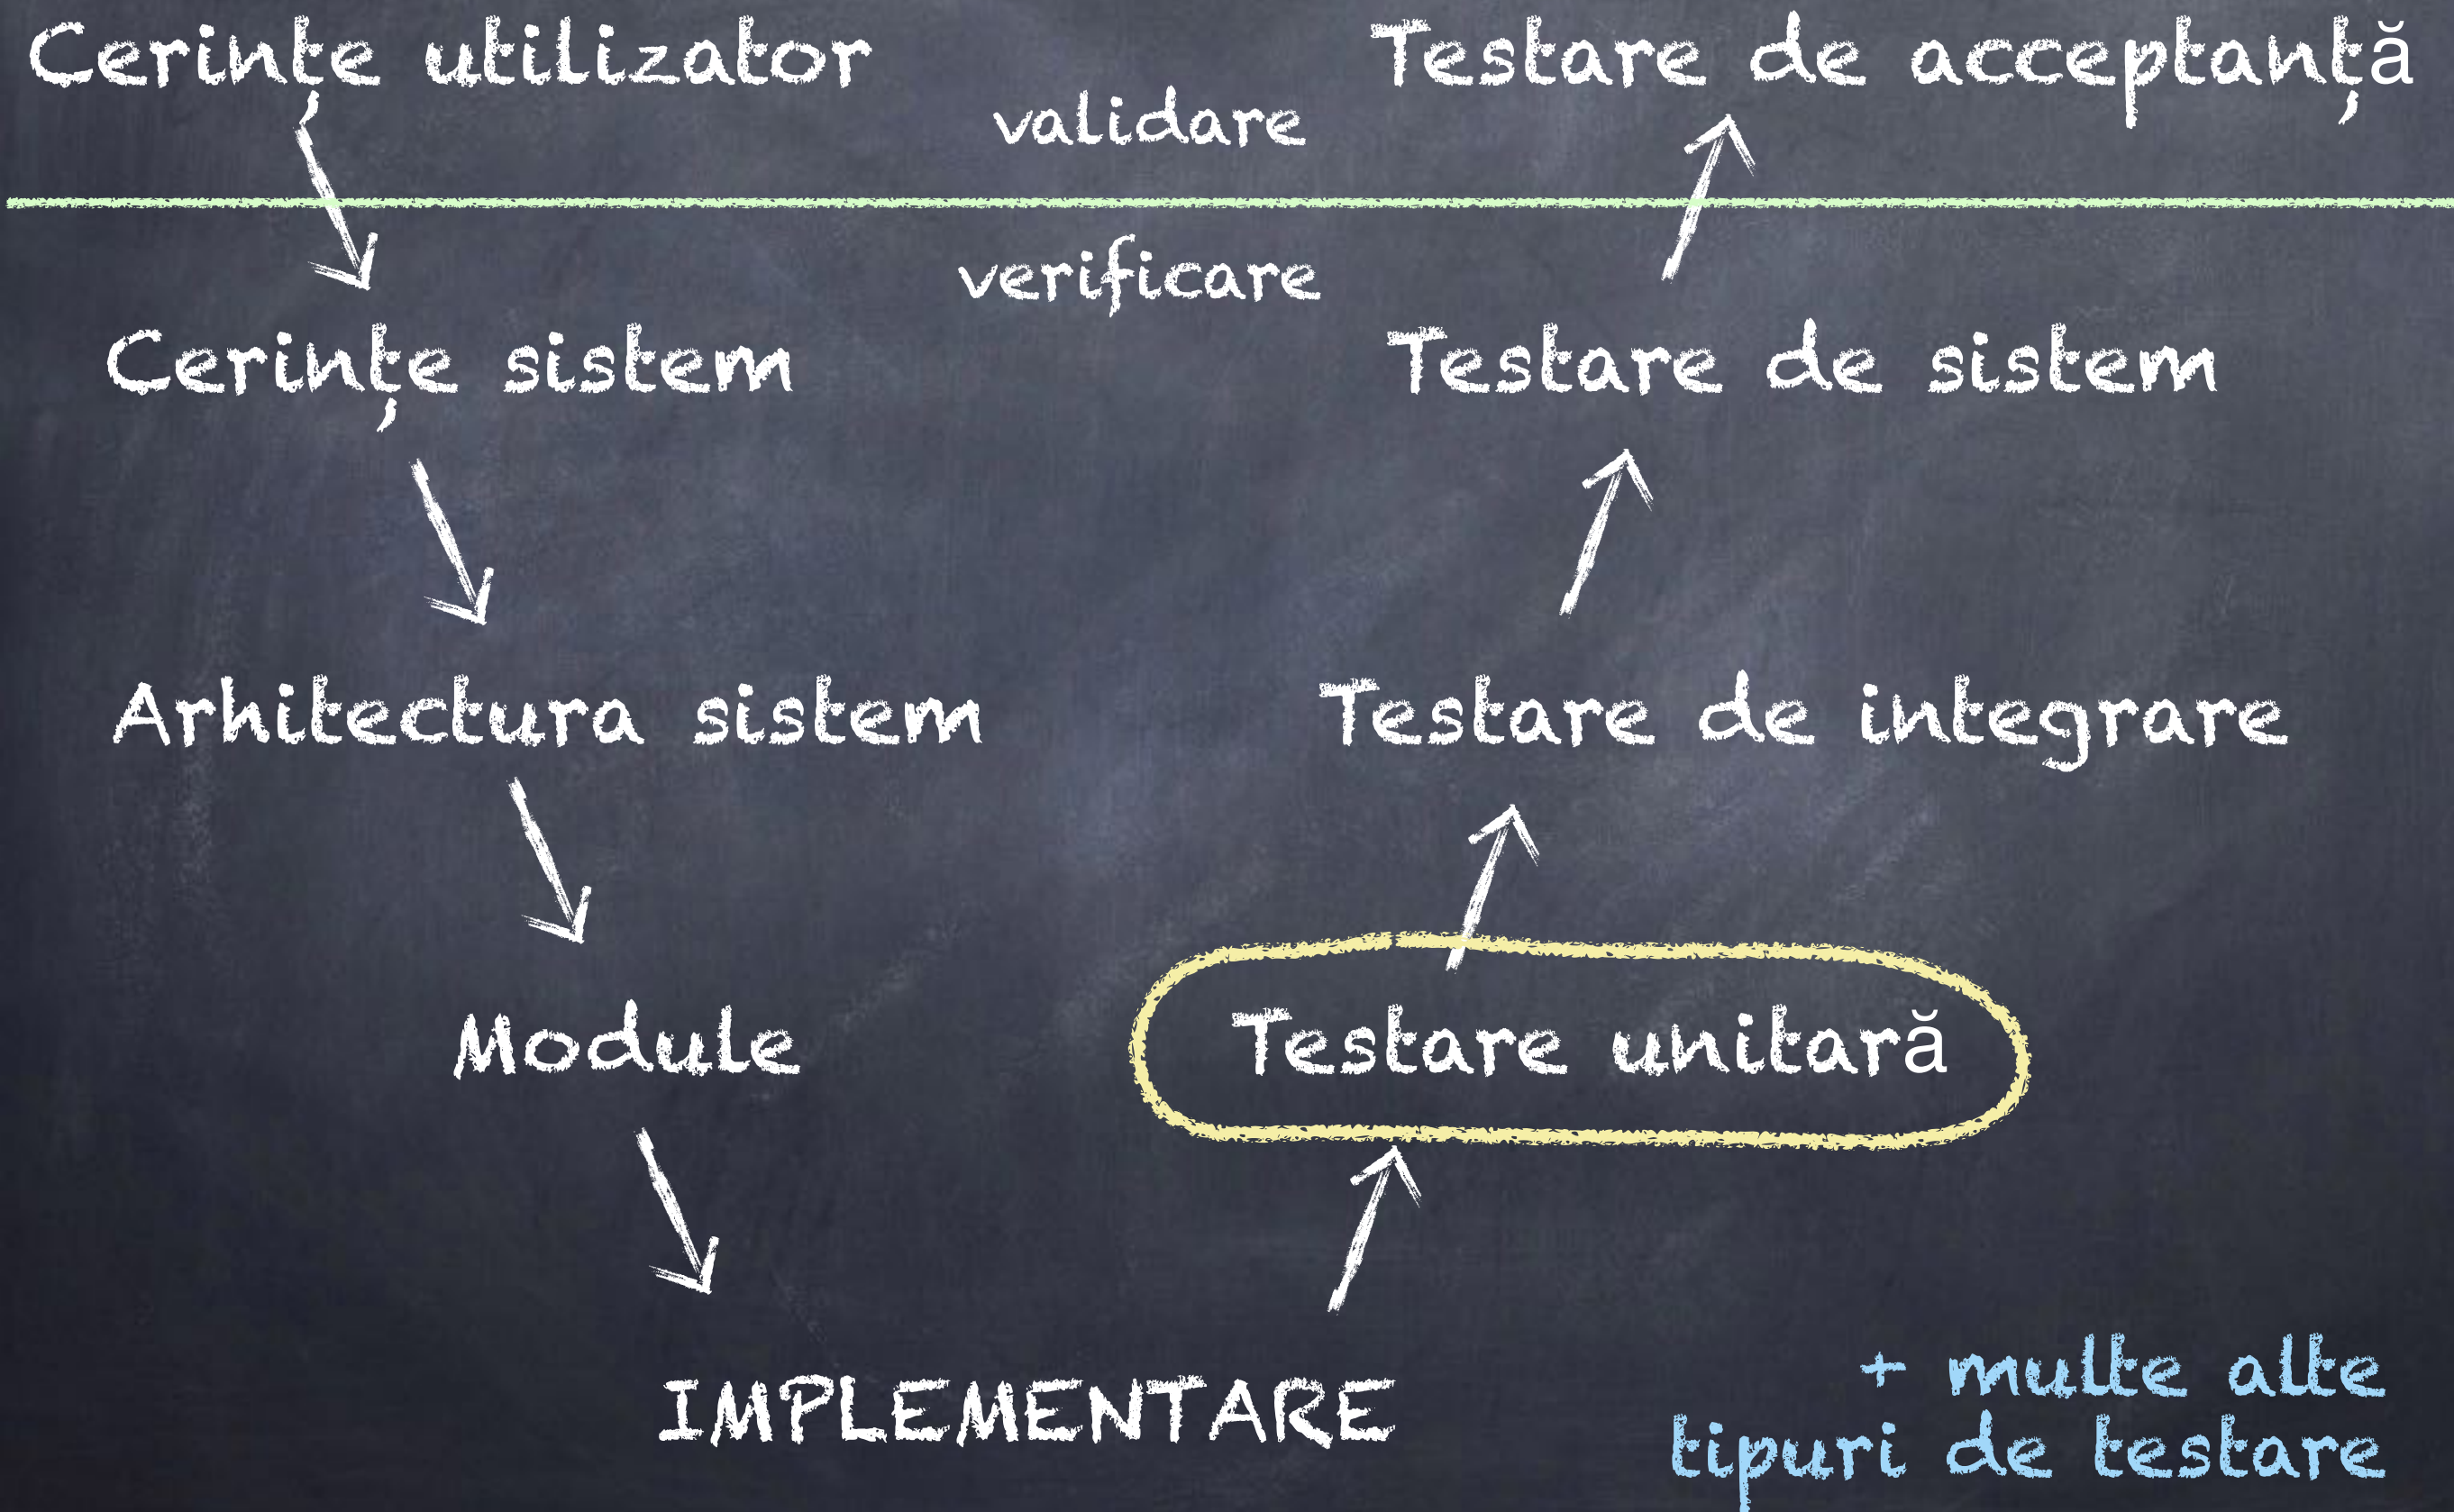 Cerințe utilizator
Testare de acceptanță
validare
verificare
Cerințe sistem
Testare de sistem
Arhitectura sistem
Testare de integrare
Module
Testare unitară
IMPLEMENTARE
+ multe alte
tipuri de testare